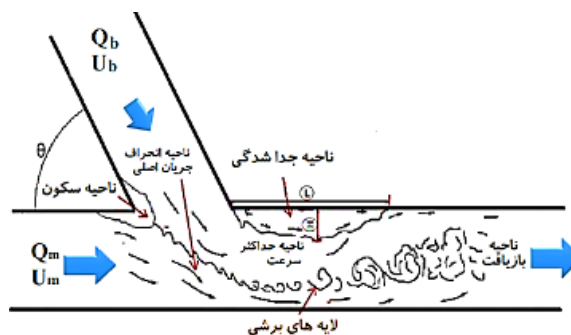 Qb
Ub
θ
ناحیه انحراف
جریان اصلی
ناحیه جدا شدگی
ناحیه سکون
L
H
ناحیه حداکثر
سرعت
ناحیه
بازیافت
Qm
Um
لایه های برشی